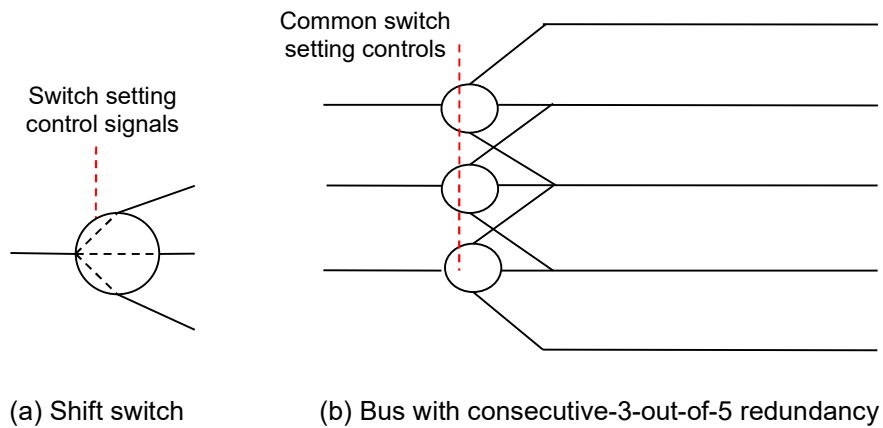 Common switch
setting controls
Switch setting
control signals
(a) Shift switch
(b) Bus with consecutive-3-out-of-5 redundancy